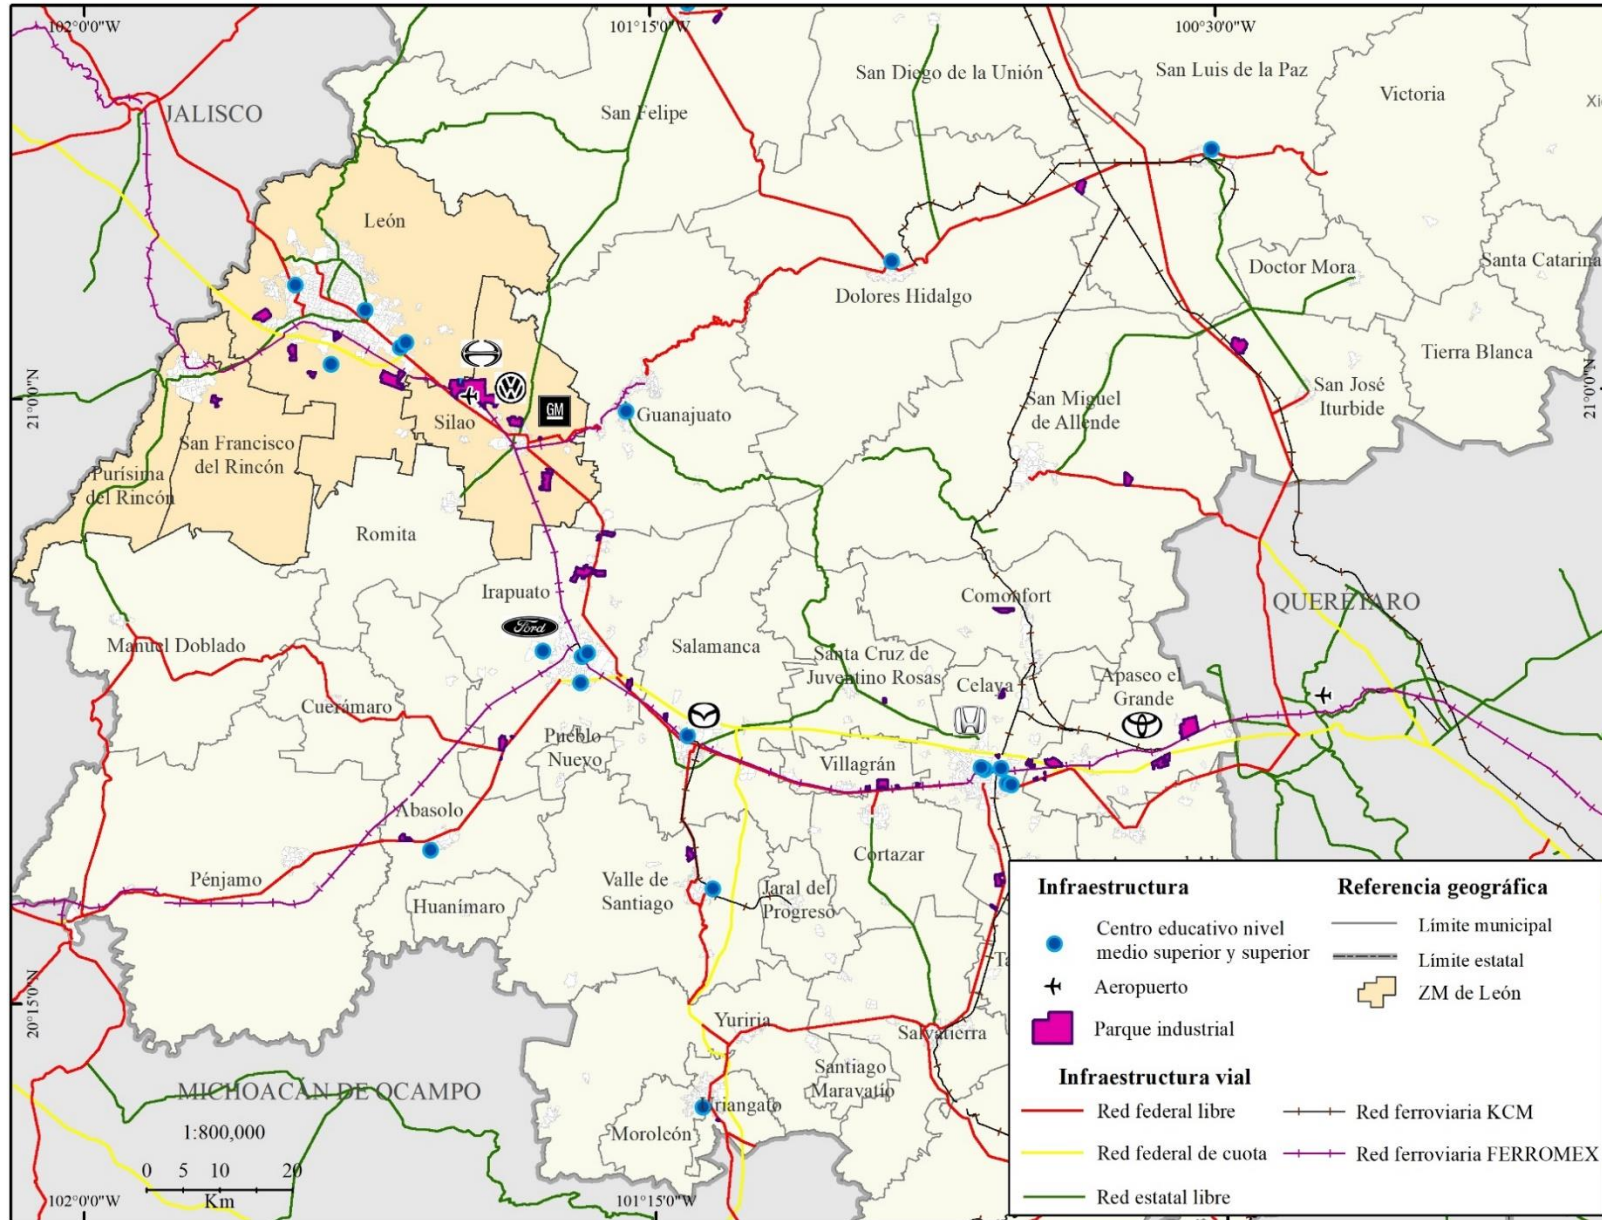 102°0'0"W
101°15'0"W
100°30'0"W
San Diego de la Unión
San Luis de la Paz
Victoria
JALISCO
San Felipe
León
Doctor Mora
Santa Catarina
Dolores Hidalgo
Tierra Blanca
21°0'0"N
21°0'0"N
GM
Silao
Guanajuato
San Miguel
de Allende
San José
Iturbide
San Francisco
del Rincón
Purísima
del Rincón
Romita
Irapuato
Comonfort
QUERÉTARO
Ford
Manuel Doblado
Salamanca
Santa Cruz de
Juventino Rosas
Celaya
Apaseo el
Grande
Cuerámaro
Pueblo
Nuevo
Villagrán
Abasolo
Cortazar
Pénjamo
Huanímaro
Valle de
Santiago
Jaral del
Progreso
20°15'0"N
Yuriria
Salvatierra
Santiago
Maravatío
MICHOACÁN DE OCAMPO
Uriangato
Moroleón
1:800,000
0 5 10 20
Km
102°0'0"W
101°15'0"W
Infraestructura
Centro educativo nivel
medio superior y superior
Aeropuerto
Parque industrial
Referencia geográfica
Límite municipal
Límite estatal
ZM de León
Infraestructura vial
Red federal libre
Red federal de cuota
Red estatal libre
Red ferroviaria KCM
Red ferroviaria FERROMEX